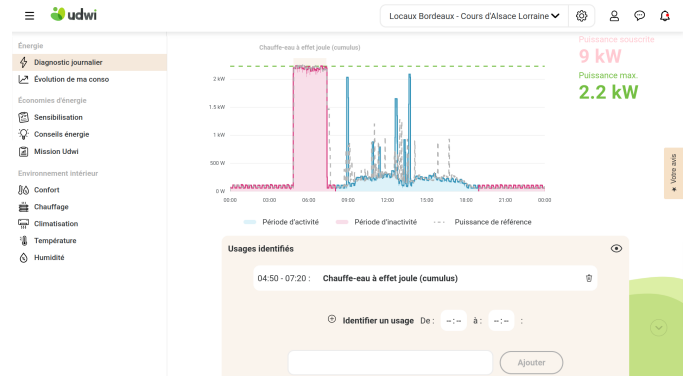 udwi
Locaux Bordeaux - Cours d'Alsace Lorraine
Énergie
Diagnostic journalier
Évolution de ma conso
Économies d'énergie
Sensibilisation
Conseils énergie
Mission Udwi
Environnement intérieur
Confort
Chauffage
Climatisation
Température
Humidité
Chauffe-eau à effet joule (cumulus)
2 kW
1.5 kW
1 kW
500 W
0 W
00:00 03:00 06:00 09:00 12:00 15:00 18:00 21:00 00:00
Période d'activité Période d'inactivité Puissance de référence
Puissance souscrite
9 kW
Puissance max.
2.2 kW
Votre avis
Usages identifiés
04:50 - 07:20 : Chauffe-eau à effet joule (cumulus)
Identifier un usage De : --:-- à : --:-- :
Ajouter